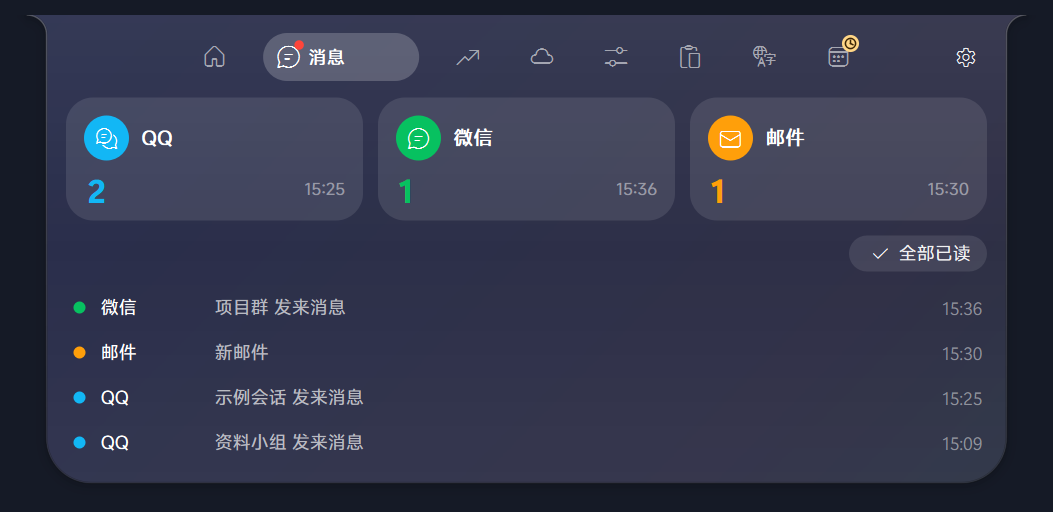 消息
QQ
2 15:25
微信
1 15:36
邮件
1 15:30
全部已读
微信 项目群 发来消息 15:36
邮件 新邮件 15:30
QQ 示例会话 发来消息 15:25
QQ 资料小组 发来消息 15:09